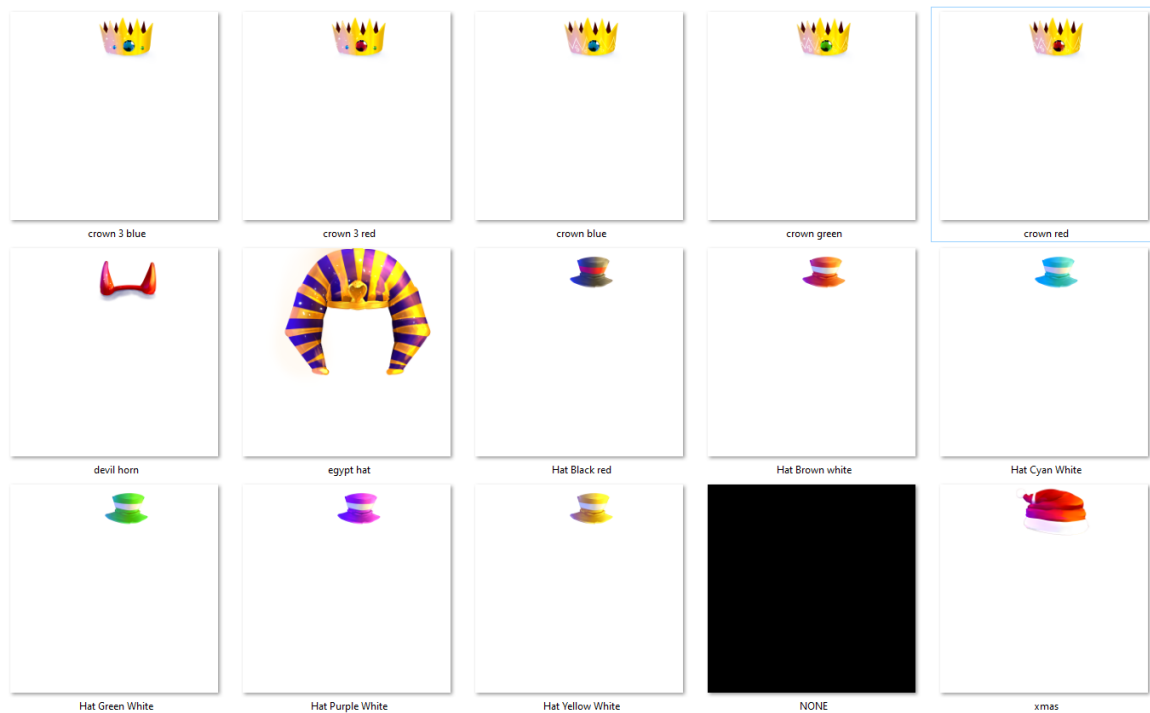 crown 3 blue
crown 3 red
crown blue
crown green
crown red
devil horn
egypt hat
Hat Black red
Hat Brown white
Hat Cyan White
Hat Green White
Hat Purple White
Hat Yellow White
NONE
xmas